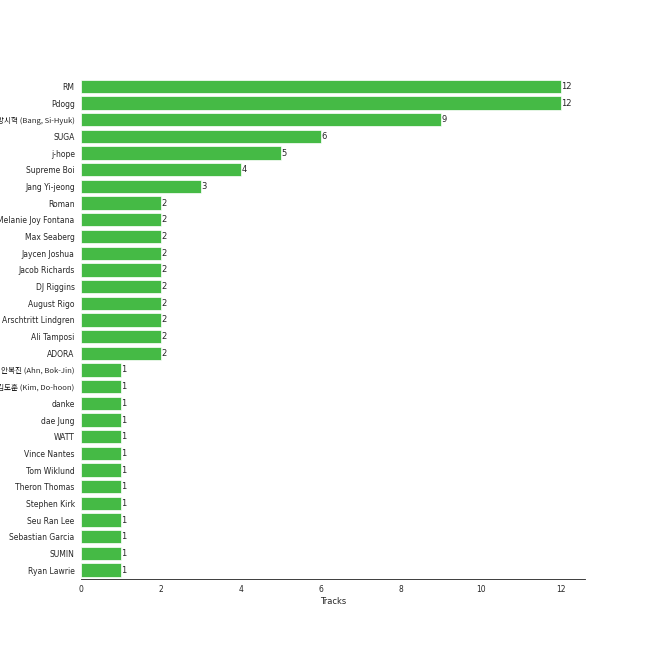 RM 12
Pdogg 12
방시혁 (Bang, Si-Hyuk) 9
SUGA 6
j-hope 5
Supreme Boi 4
Jang Yi-jeong 3
Roman 2
Melanie Joy Fontana 2
Max Seaberg 2
Jaycen Joshua 2
Jacob Richards 2
DJ Riggins 2
August Rigo 2
Arschtritt Lindgren 2
Ali Tamposi 2
ADORA 2
안복진 (Ahn, Bok-Jin) 1
김도훈 (Kim, Do-hoon) 1
danke 1
dae Jung 1
WATT 1
Vince Nantes 1
Tom Wiklund 1
Theron Thomas 1
Stephen Kirk 1
Seu Ran Lee 1
Sebastian Garcia 1
SUMIN 1
Ryan Lawrie 1
0 2 4 6 8 10 12
Tracks